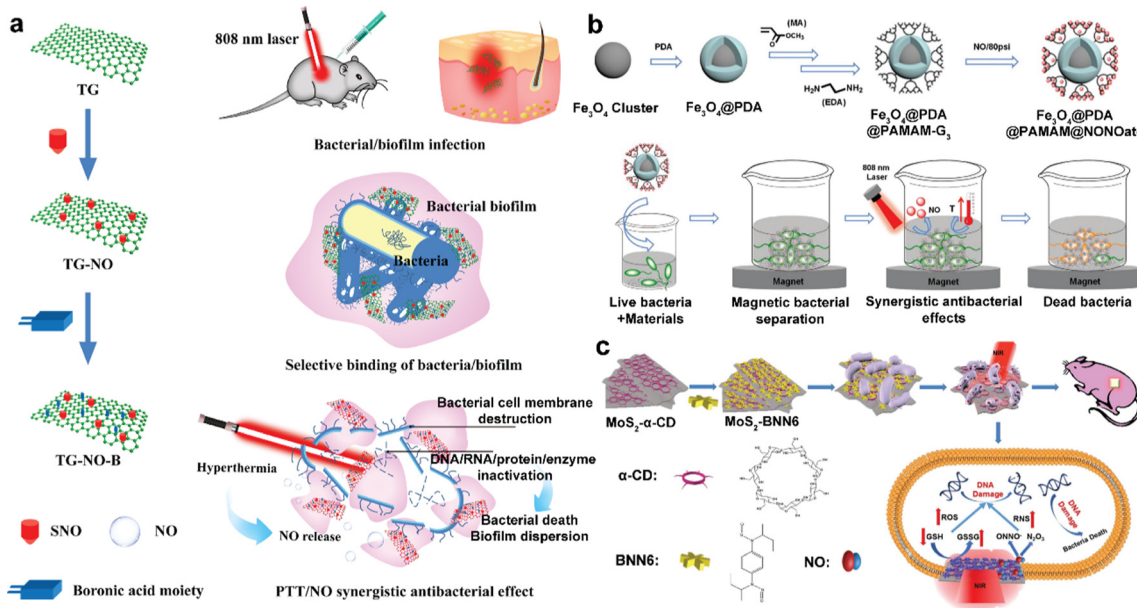 a
TG
TG-NO
TG-NO-B
SNO
NO
Boronic acid moiety
808 nm laser
Bacterial/biofilm infection
Bacterial biofilm
Bacteria
Selective binding of bacteria/biofilm
Hyperthermia
NO release
Bacterial cell membrane
destruction
DNA/RNA/protein/enzyme
inactivation
Bacterial death
Biofilm dispersion
PTT/NO synergistic antibacterial effect
b
Fe3O4 Cluster
PDA
Fe3O4@PDA
(MA)
OCH3
O
H2N
NH2
(EDA)
Fe3O4@PDA
@PAMAM-G3
NO/80psi
Fe3O4@PDA
@PAMAM@NONOate
Live bacteria
+Materials
Magnet
Magnetic bacterial
separation
808 nm
Laser
NO
T
Magnet
Synergistic antibacterial
effects
Magnet
Dead bacteria
c
MoS2-α-CD
MoS2-BNN6
NIR
α-CD:
BNN6:
NO:
DNA
Damage
DNA
Damage
ROS
RNS
GSH
GSSG
ONNO-
N2O3
Bacteria Death
NIR